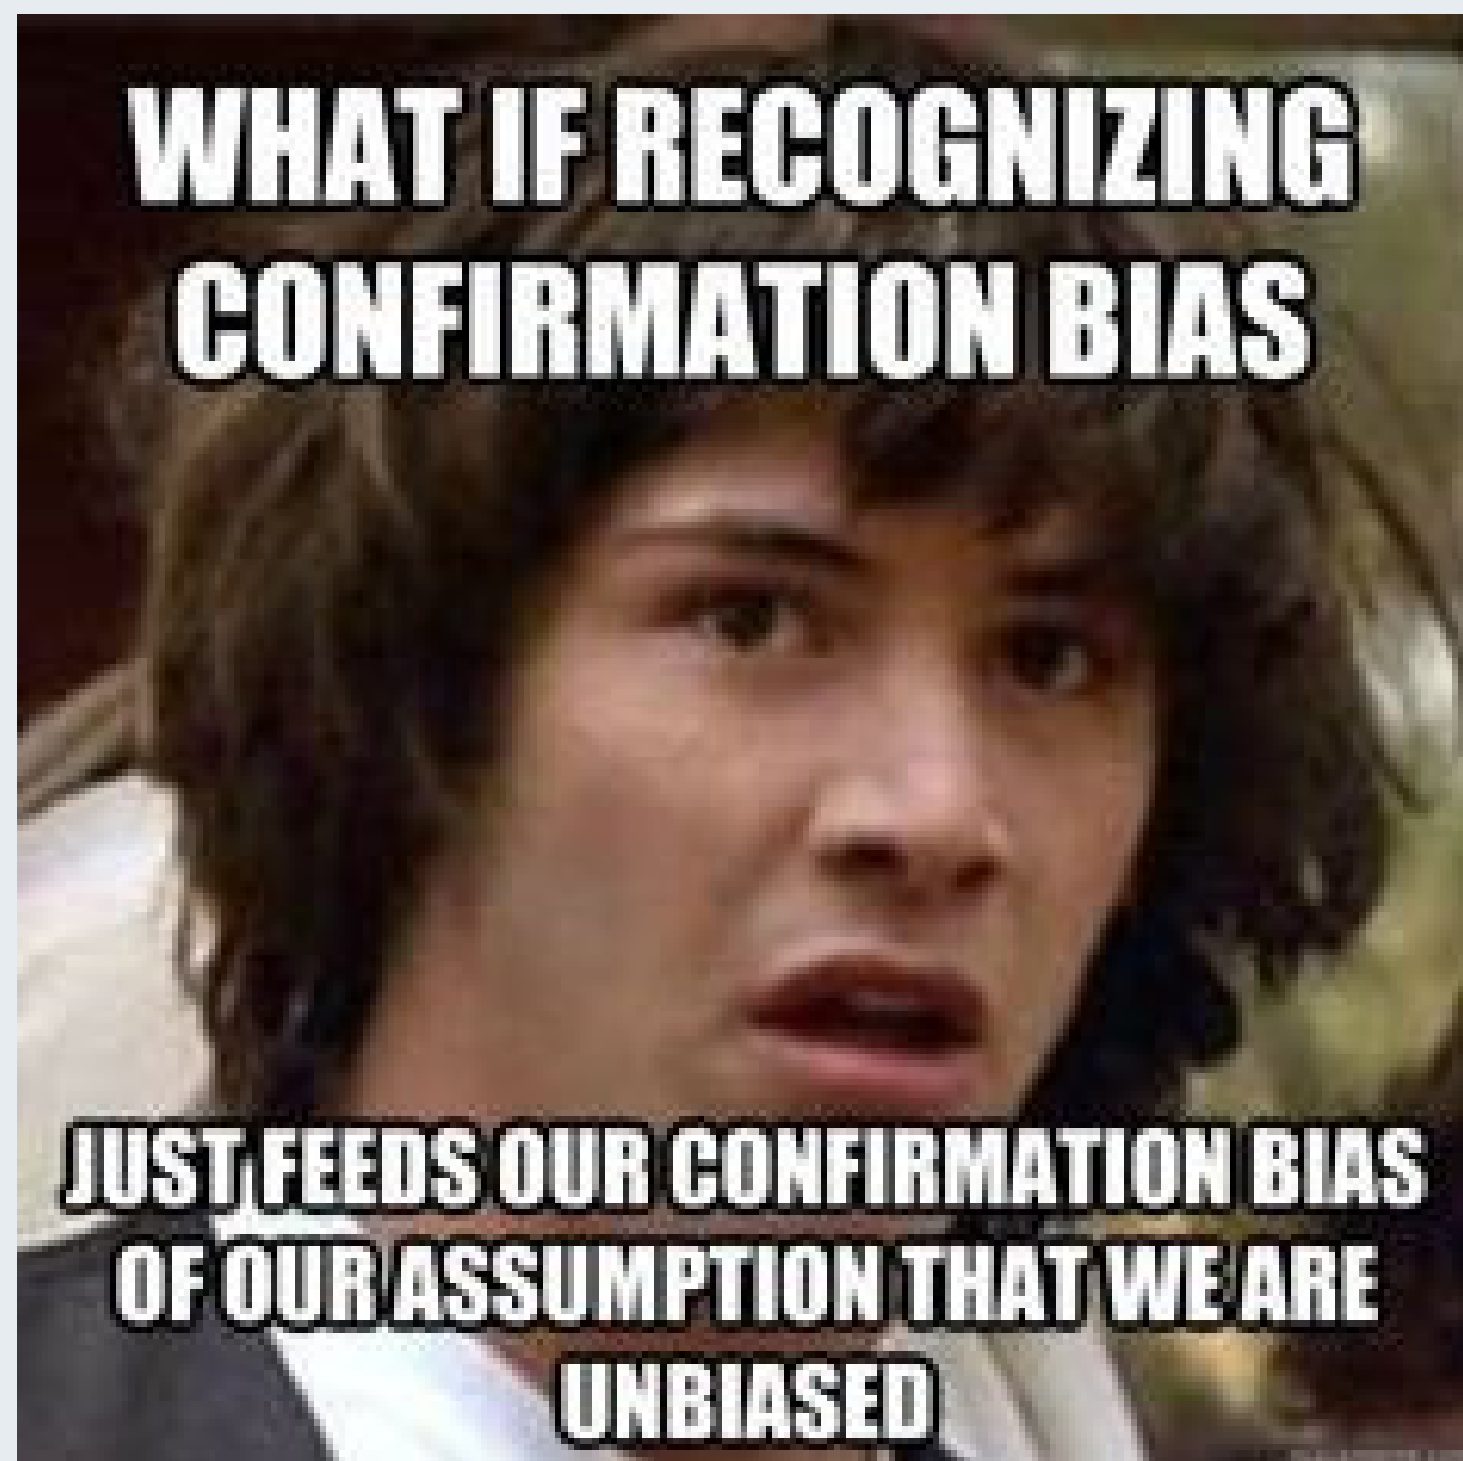 WHAT IF RECOGNIZING
CONFIRMATION BIAS
JUST FEEDS OUR CONFIRMATION BIAS
OF OUR ASSUMPTION THAT WE ARE
UNBIASED